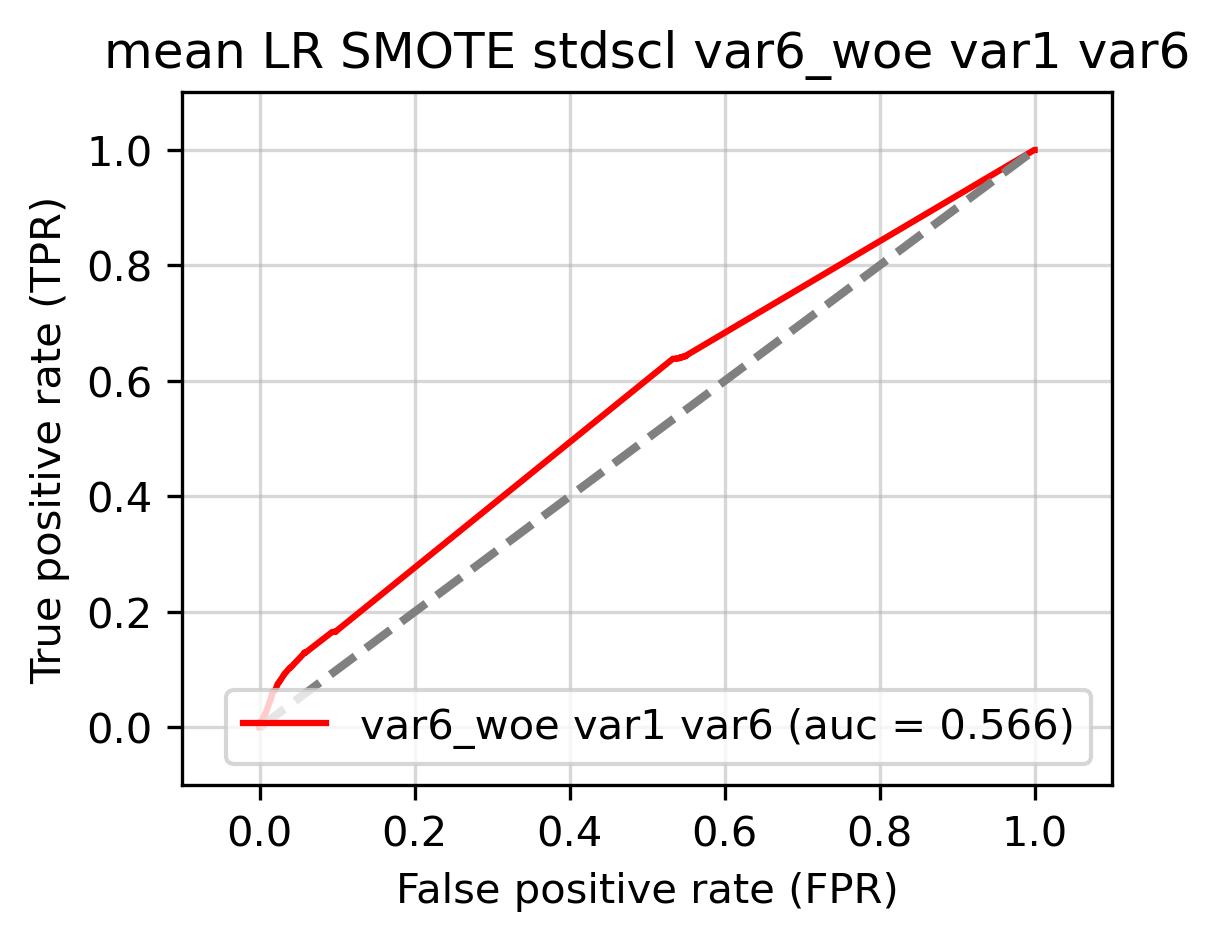 mean LR SMOTE stdscl var6_woe var1 var6
True positive rate (TPR)
1.0
0.8
0.6
0.4
0.2
0.0
var6_woe var1 var6 (auc = 0.566)
0.0 0.2 0.4 0.6 0.8 1.0
False positive rate (FPR)